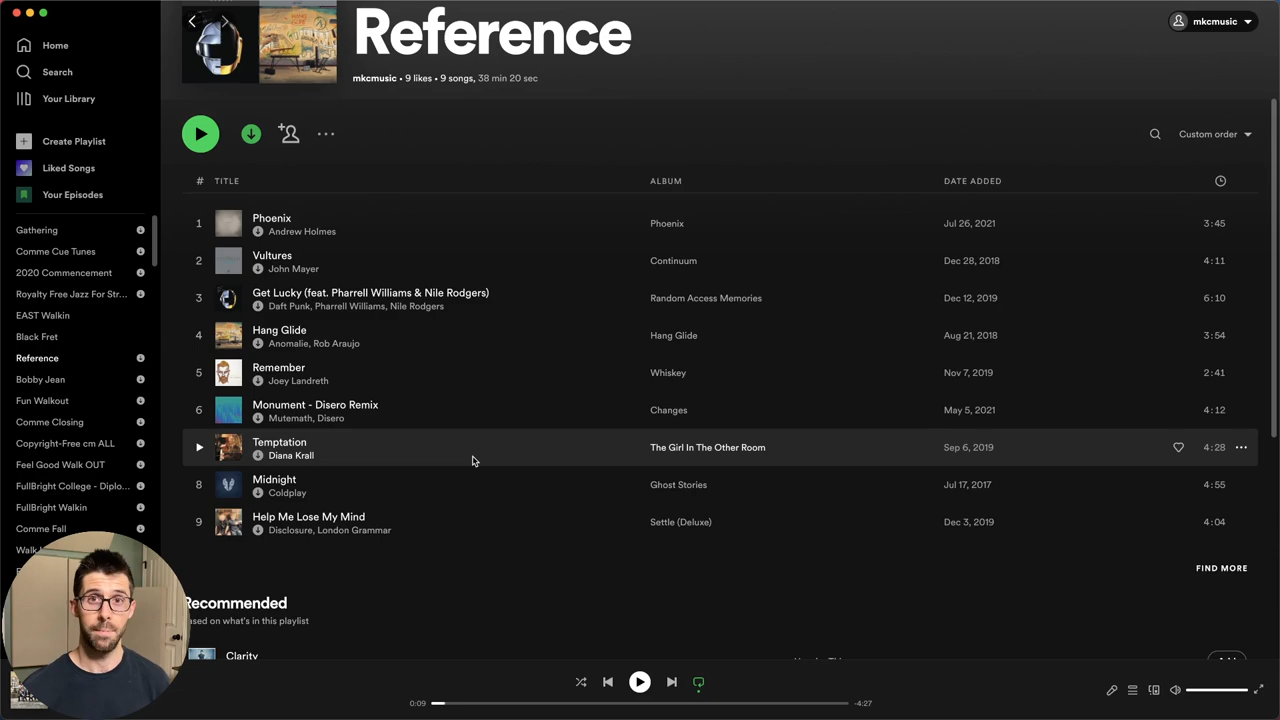 Reference
mkcmusic
mkcmusic • 9 likes • 9 songs, 38 min 20 sec
Home
Search
Your Library
Create Playlist
Liked Songs
Your Episodes
Gathering
Comme Cue Tunes
2020 Commencement
Royalty Free Jazz For Str...
EAST Walkin
Black Fret
Reference
Bobby Jean
Fun Walkout
Comme Closing
Copyright-Free cm ALL
Feel Good Walk OUT
FullBright College - Diplo...
FullBright Walkin
Comme Fall
Custom order
# TITLE ALBUM DATE ADDED
1 Phoenix Phoenix Jul 26, 2021 3:45
Andrew Holmes
2 Vultures Continuum Dec 28, 2018 4:11
John Mayer
3 Get Lucky (feat. Pharrell Williams & Nile Rodgers) Random Access Memories Dec 12, 2019 6:10
Daft Punk, Pharrell Williams, Nile Rodgers
4 Hang Glide Hang Glide Aug 21, 2018 3:54
Anomalie, Rob Araujo
5 Remember Whiskey Nov 7, 2019 2:41
Joey Landreth
6 Monument - Disero Remix Changes May 5, 2021 4:12
Mutemath, Disero
Temptation The Girl In The Other Room Sep 6, 2019 4:28
Diana Krall
8 Midnight Ghost Stories Jul 17, 2017 4:55
Coldplay
9 Help Me Lose My Mind Settle (Deluxe) Dec 3, 2019 4:04
Disclosure, London Grammar
FIND MORE
Recommended
Based on what's in this playlist
Clarity
0:09 -4:27